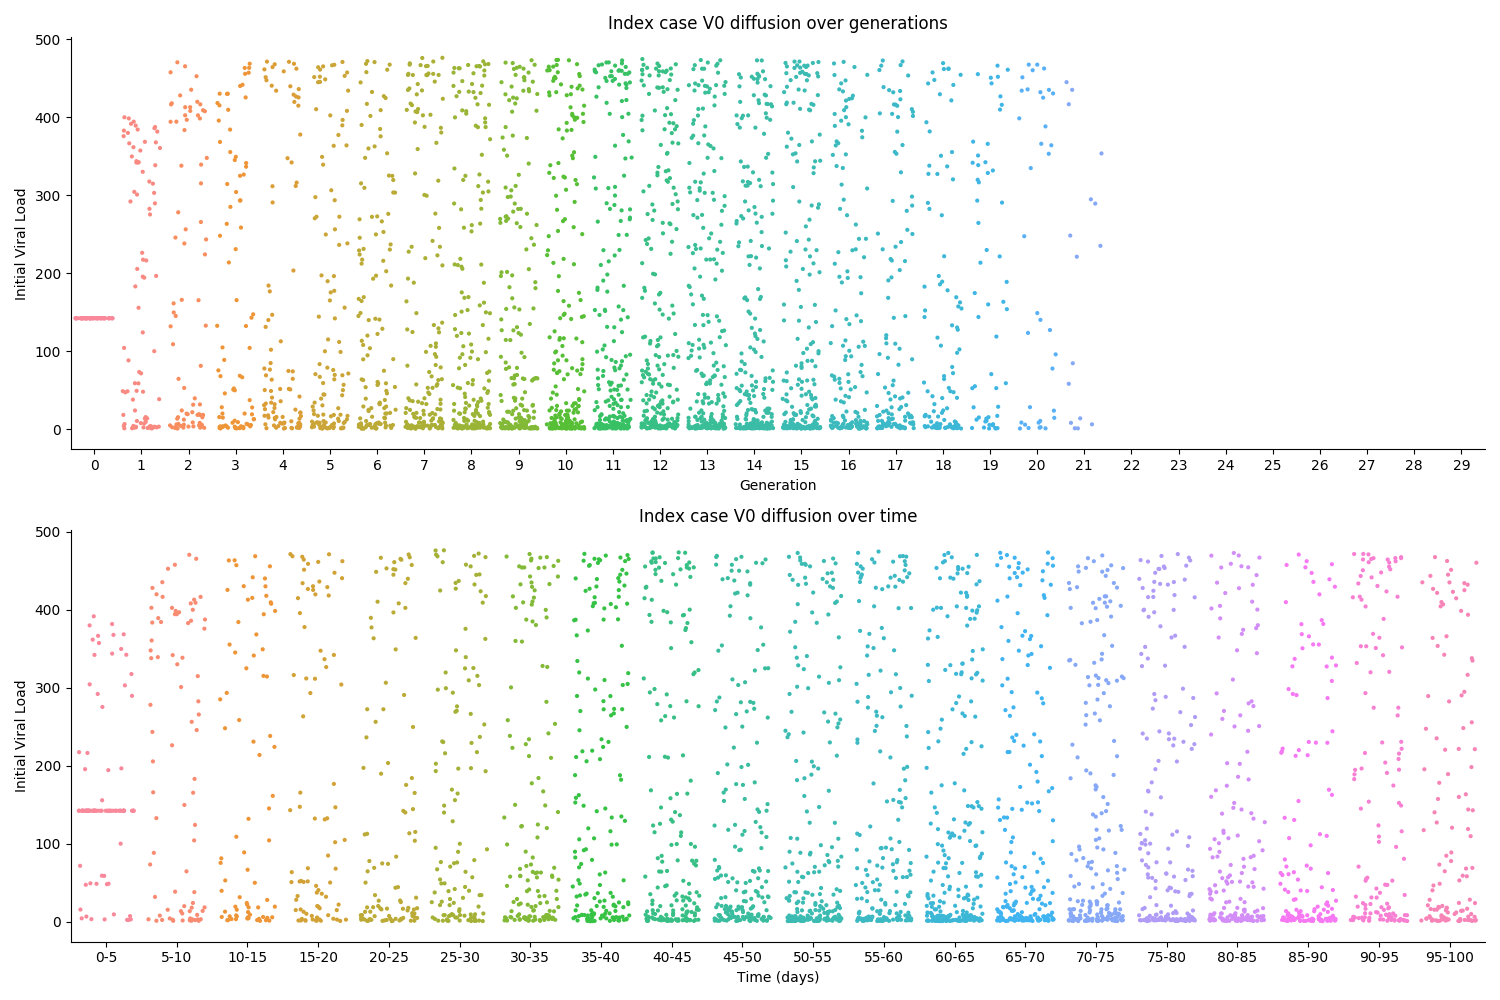 Index case V0 diffusion over generations
500
400
300
200
100
0
Initial Viral Load
0 1 2 3 4 5 6 7 8 9 10 11 12 13 14 15 16 17 18 19 20 21 22 23 24 25 26 27 28 29
Generation
Index case V0 diffusion over time
500
400
300
200
100
0
Initial Viral Load
0-5 5-10 10-15 15-20 20-25 25-30 30-35 35-40 40-45 45-50 50-55 55-60 60-65 65-70 70-75 75-80 80-85 85-90 90-95 95-100
Time (days)